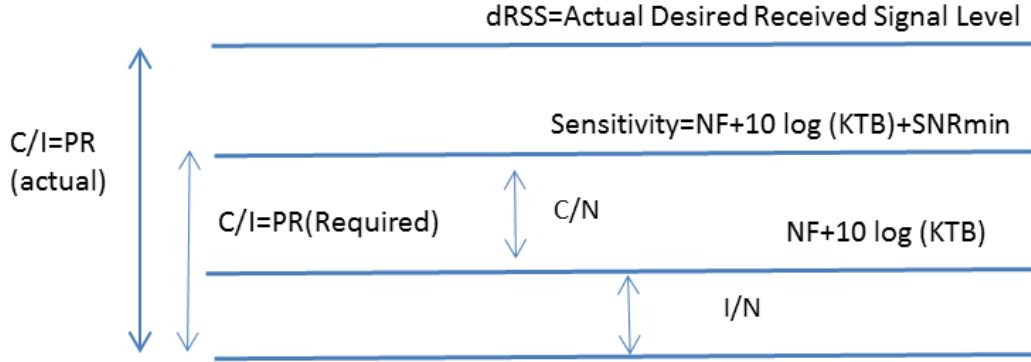 dRSS=Actual Desired Received Signal Level
Sensitivity=NF+10 log (KTB)+SNRmin
C/I=PR
(actual)
C/N
C/I=PR(Required)
NF+10 log (KTB)
I/N